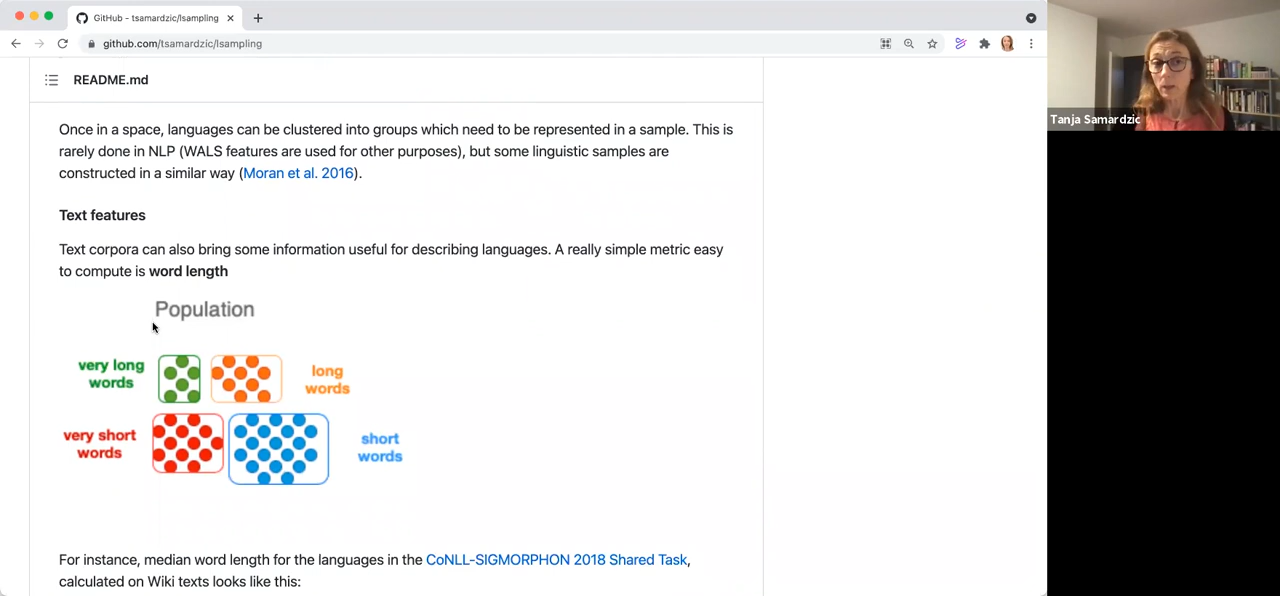 GitHub - tsamardzic/lsampling
github.com/tsamardzic/lsampling
README.md
Once in a space, languages can be clustered into groups which need to be represented in a sample. This is
rarely done in NLP (WALS features are used for other purposes), but some linguistic samples are
constructed in a similar way (Moran et al. 2016).
Text features
Text corpora can also bring some information useful for describing languages. A really simple metric easy
to compute is word length
Population
very long
words
long
words
very short
words
short
words
For instance, median word length for the languages in the CoNLL-SIGMORPHON 2018 Shared Task,
calculated on Wiki texts looks like this:
Tanja Samardzic